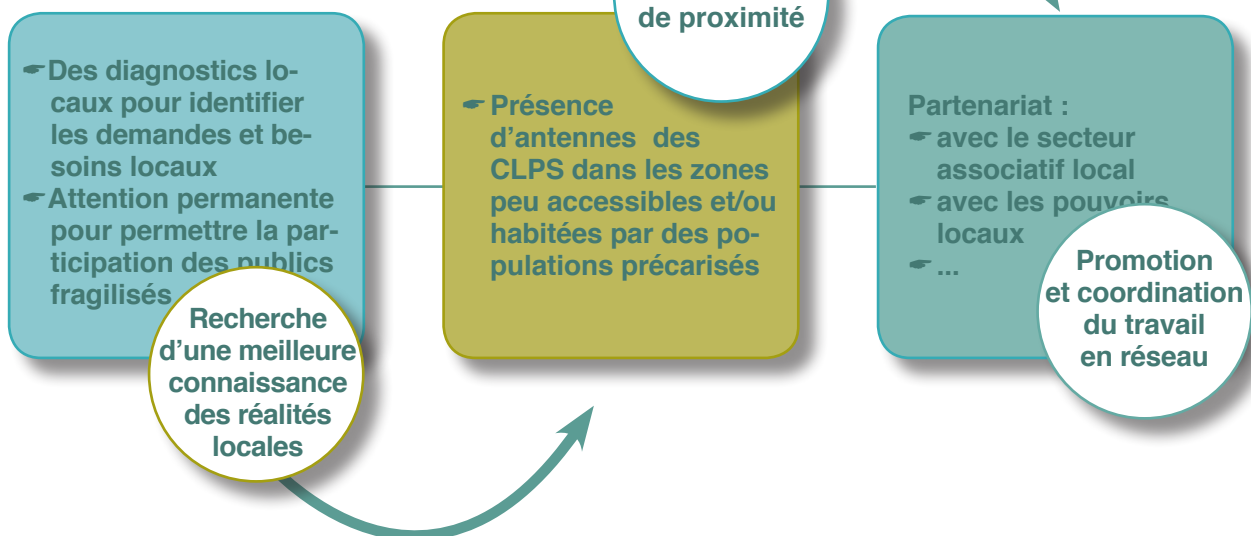 ☛ Des diagnostics lo-
caux pour identifier
les demandes et be-
soins locaux
☛ Attention permanente
pour permettre la par-
ticipation des publics
fragilisés
Recherche
d'une meilleure
connaissance
des réalités
locales
de proximité
☛ Présence
d'antennes des
CLPS dans les zones
peu accessibles et/ou
habitées par des po-
pulations précarisés
Partenariat :
☛ avec le secteur
associatif local
☛ avec les pouvoirs
locaux
☛ ...
Promotion
et coordination
du travail
en réseau